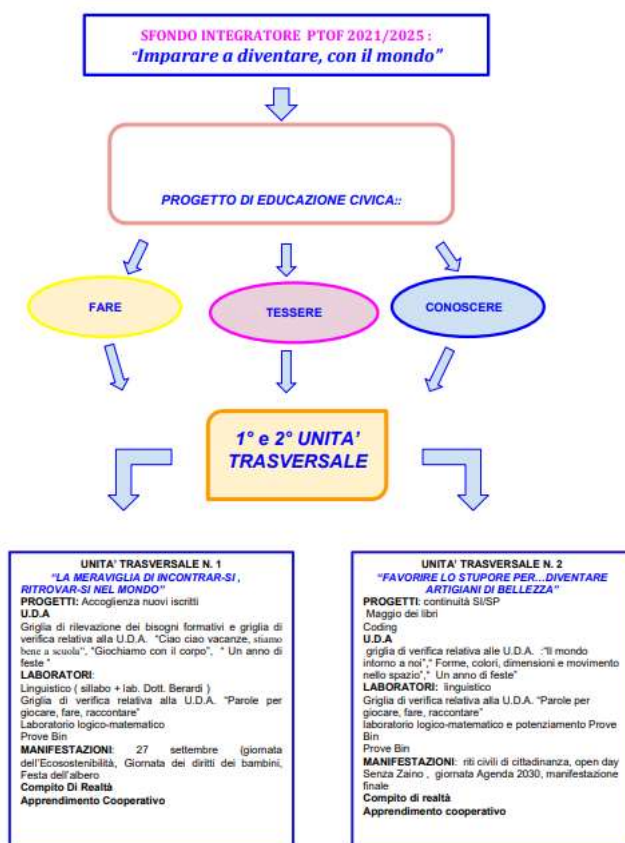 SFONDO INTEGRATORE PTOF 2021/2025 :
“Imparare a diventare, con il mondo”
PROGETTO DI EDUCAZIONE CIVICA::
FARE
TESSERE
CONOSCERE
1° e 2° UNITA’
TRASVERSALE
UNITA’ TRASVERSALE N. 1
“LA MERAVIGLIA DI INCONTRAR-SI ,
RITROVAR-SI NEL MONDO”
PROGETTI: Accoglienza nuovi iscritti
U.D.A
Griglia di rilevazione dei bisogni formativi e griglia di
verifica relativa alla U.D.A. “Ciao ciao vacanze, stiamo
bene a scuola”, “Giochiamo con il corpo”, “ Un anno di
feste ”
LABORATORI:
Linguistico ( sillabo + lab. Dott. Berardi )
Griglia di verifica relativa alla U.D.A. “Parole per
giocare, fare, raccontare”
Laboratorio logico-matematico
Prove Bin
MANIFESTAZIONI: 27 settembre (giornata
dell’Ecosostenibilità, Giornata dei diritti dei bambini,
Festa dell’albero
Compito Di Realtà
Apprendimento Cooperativo
UNITA’ TRASVERSALE N. 2
“FAVORIRE LO STUPORE PER…DIVENTARE
ARTIGIANI DI BELLEZZA”
PROGETTI: continuità SI/SP
Maggio dei libri
Coding
U.D.A
griglia di verifica relativa alle U.D.A. :“Il mondo
intorno a noi”,“ Forme, colori, dimensioni e movimento
nello spazio”,“ Un anno di feste”
LABORATORI: linguistico
Griglia di verifica relativa alla U.D.A. “Parole per
giocare, fare, raccontare”
laboratorio logico-matematico e potenziamento Prove
Bin
Prove Bin
MANIFESTAZIONI: riti civili di cittadinanza, open day
Senza Zaino , giornata Agenda 2030, manifestazione
finale
Compito di realtà
Apprendimento cooperativo